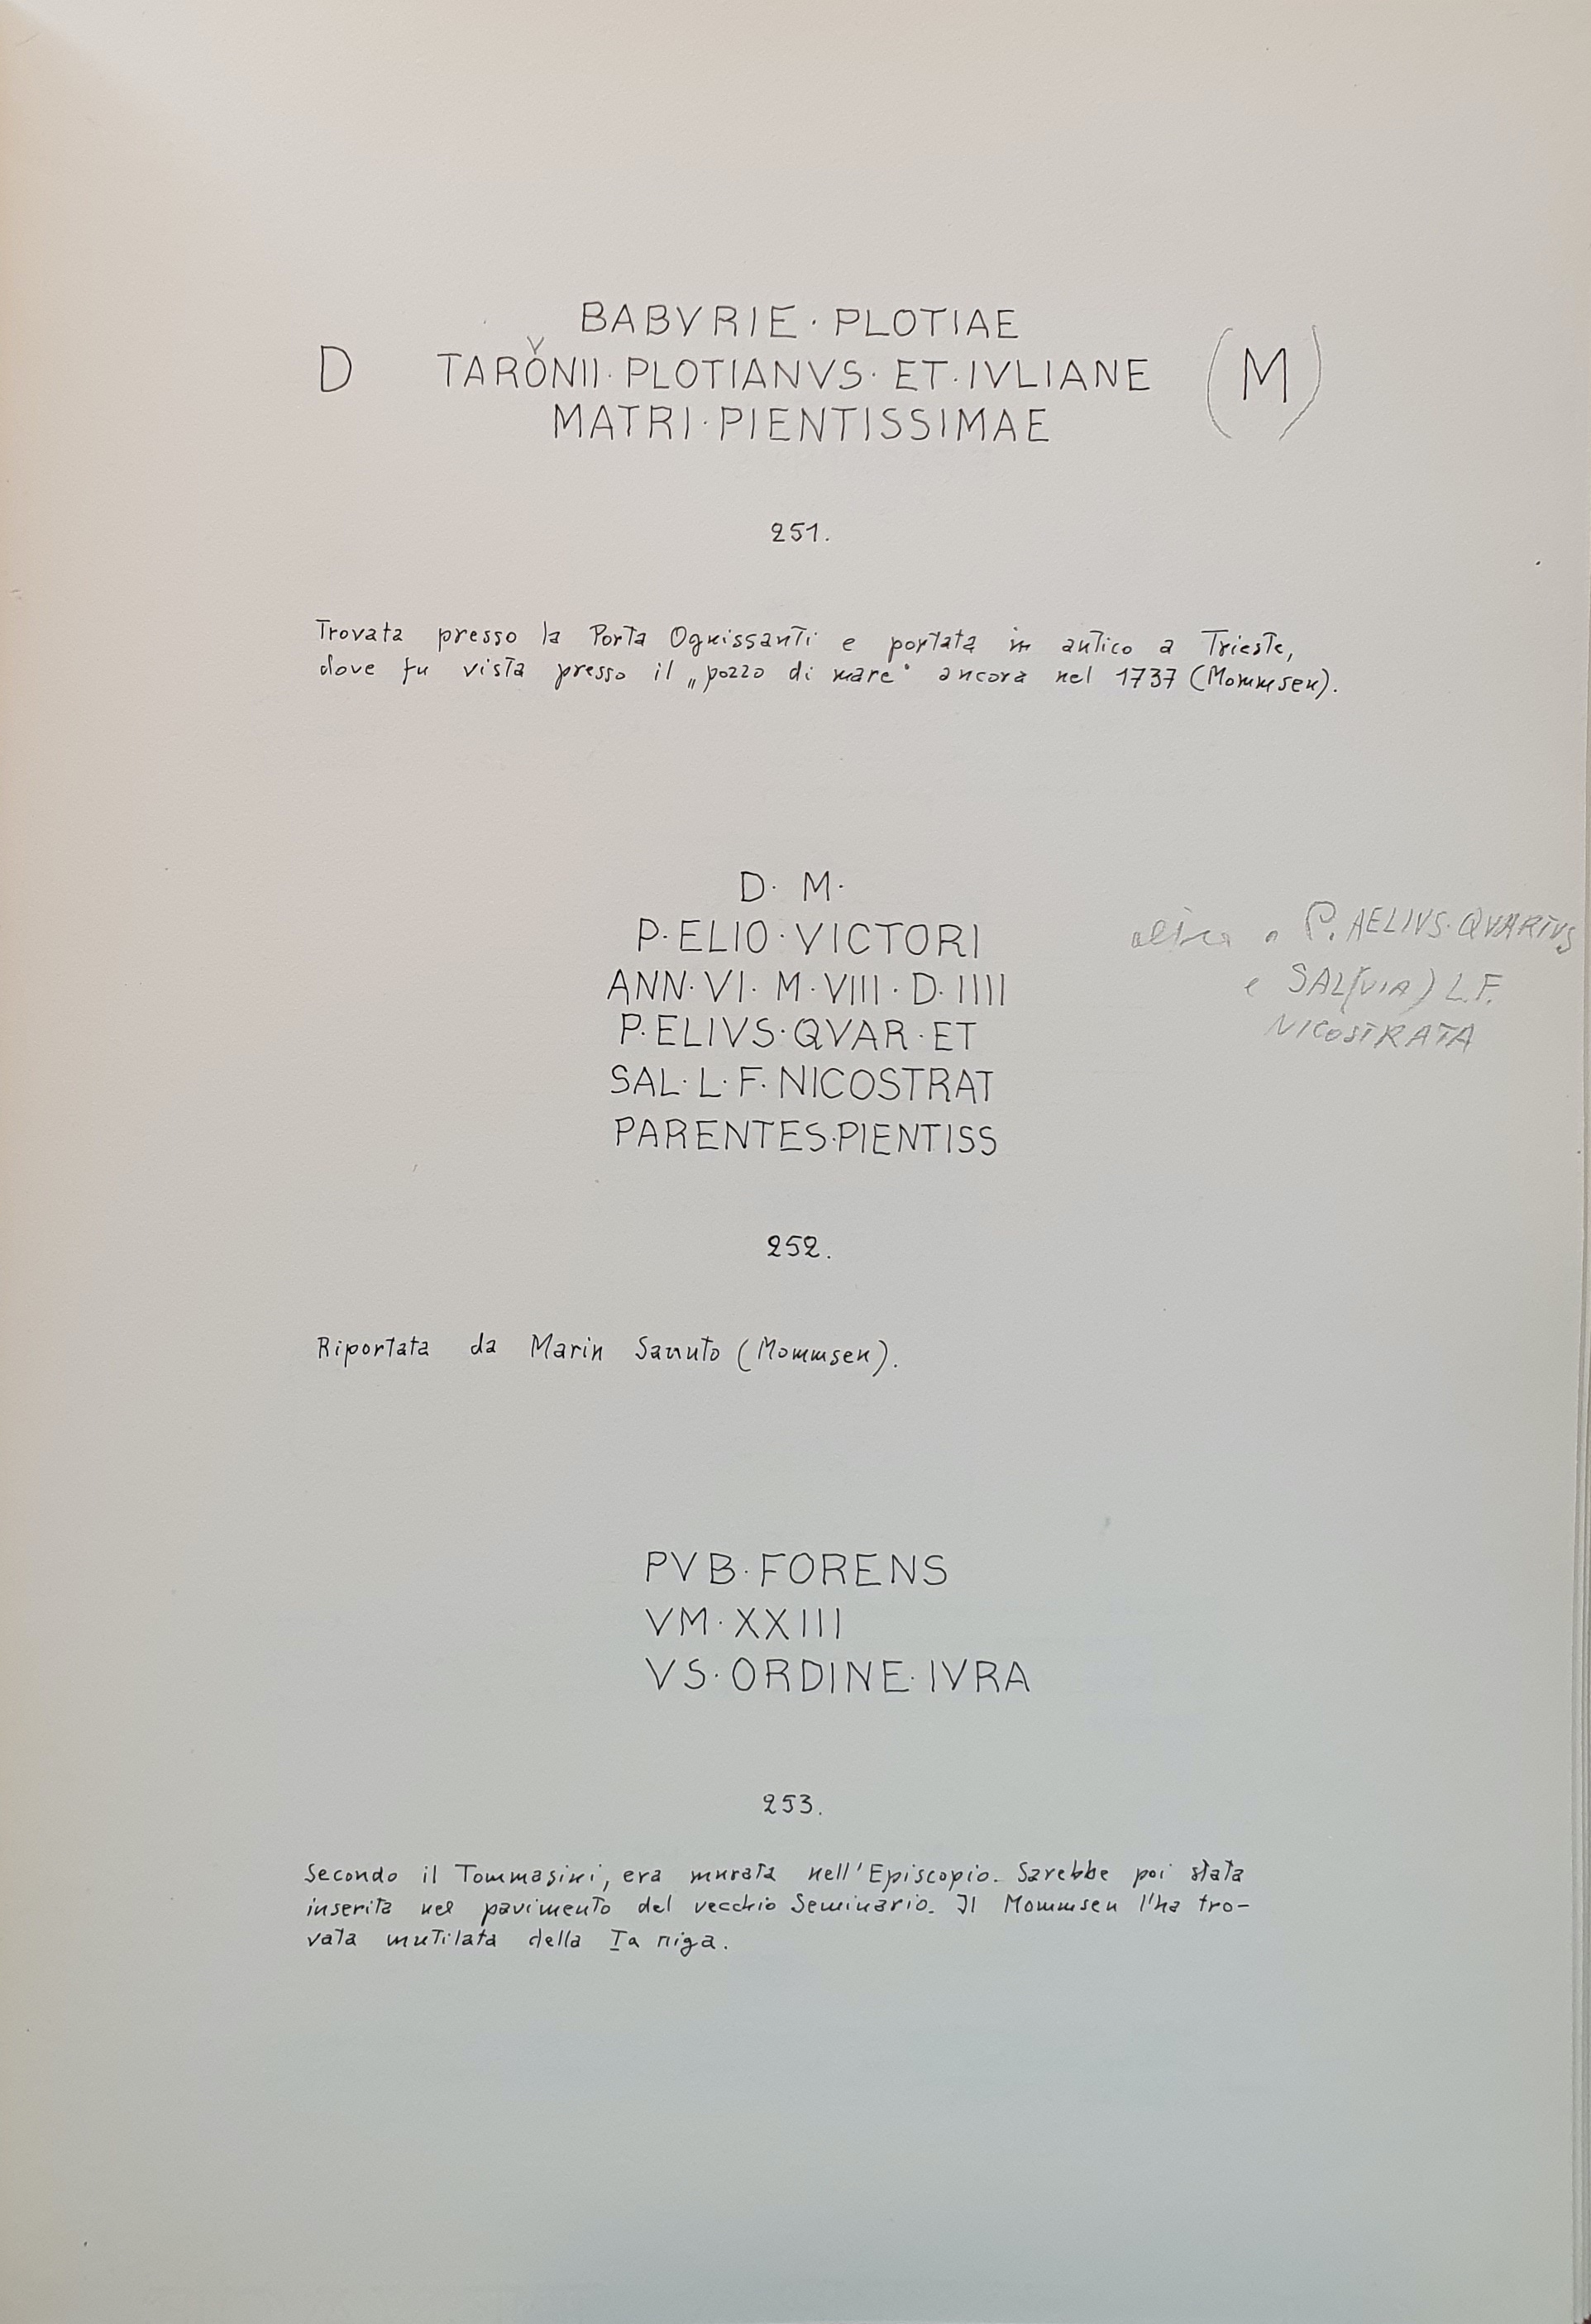 BABVRIE · PLOTIAE
D TARONII · PLOTIANVS · ET · IVLIANE (M)
V
MATRI · PIENTISSIMAE
251.
Trovata presso la Porta Ognissanti e portata in antico a Trieste,
dove fu vista presso il „pozzo di mare" ancora nel 1737 (Mommsen).
D · M ·
P · ELIO · VICTORI
ANN · VI · M · VIII · D · IIII
P · ELIVS · QVAR · ET
SAL · L · F · NICOSTRAT
PARENTES · PIENTISS
P. AELIVS · QVARTVS
e SAL(VIA) L.F.
NICOSTRATA
252.
Riportata da Marin Sanuto (Mommsen).
PVB · FORENS
VM · XXIII
VS · ORDINE · IVRA
253.
Secondo il Tommasini, era murata nell'Episcopio. Sarebbe poi stata
inserita nel pavimento del vecchio Seminario. Il Mommsen l'ha tro-
vata mutilata della Ia riga.